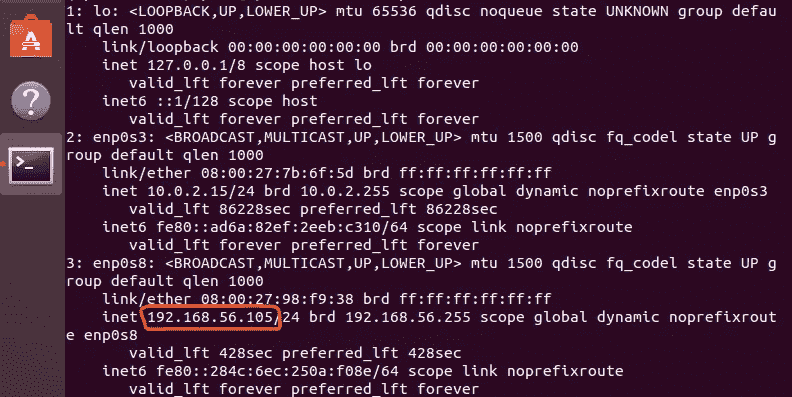 1: lo: <LOOPBACK,UP,LOWER_UP> mtu 65536 qdisc noqueue state UNKNOWN group defau
lt qlen 1000
link/loopback 00:00:00:00:00:00 brd 00:00:00:00:00:00
inet 127.0.0.1/8 scope host lo
valid_lft forever preferred_lft forever
inet6 ::1/128 scope host
valid_lft forever preferred_lft forever
2: enp0s3: <BROADCAST,MULTICAST,UP,LOWER_UP> mtu 1500 qdisc fq_codel state UP g
roup default qlen 1000
link/ether 08:00:27:7b:6f:5d brd ff:ff:ff:ff:ff:ff
inet 10.0.2.15/24 brd 10.0.2.255 scope global dynamic noprefixroute enp0s3
valid_lft 86228sec preferred_lft 86228sec
inet6 fe80::ad6a:82ef:2eeb:c310/64 scope link noprefixroute
valid_lft forever preferred_lft forever
3: enp0s8: <BROADCAST,MULTICAST,UP,LOWER_UP> mtu 1500 qdisc fq_codel state UP g
roup default qlen 1000
link/ether 08:00:27:98:f9:38 brd ff:ff:ff:ff:ff:ff
inet 192.168.56.105/24 brd 192.168.56.255 scope global dynamic noprefixrout
e enp0s8
valid_lft 428sec preferred_lft 428sec
inet6 fe80::284c:6ec:250a:f08e/64 scope link noprefixroute
valid_lft forever preferred_lft forever